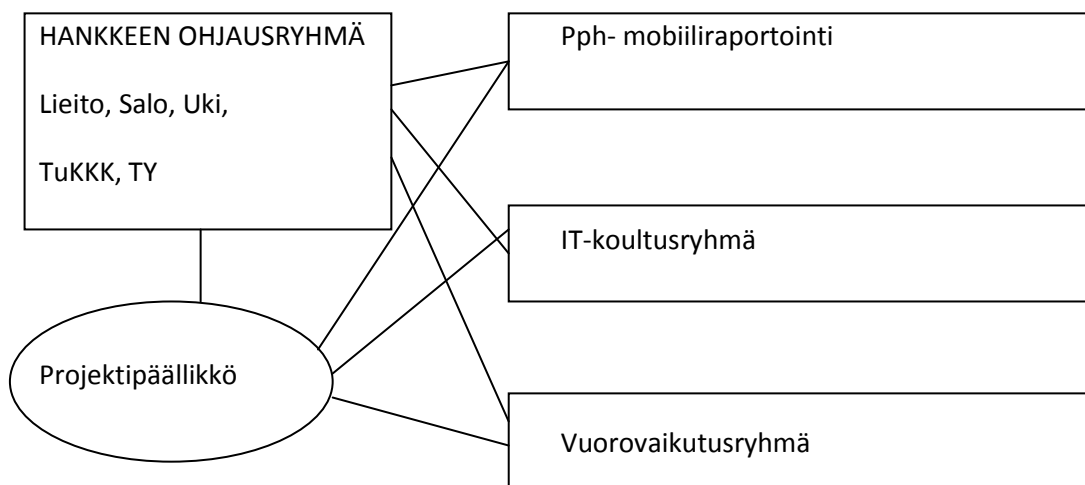 HANKKEEN OHJAUSRYHMÄ
Lieito, Salo, Uki,
TuKKK, TY
Projektipäällikkö
Pph- mobiiliraportointi
IT-koultusryhmä
Vuorovaikutusryhmä